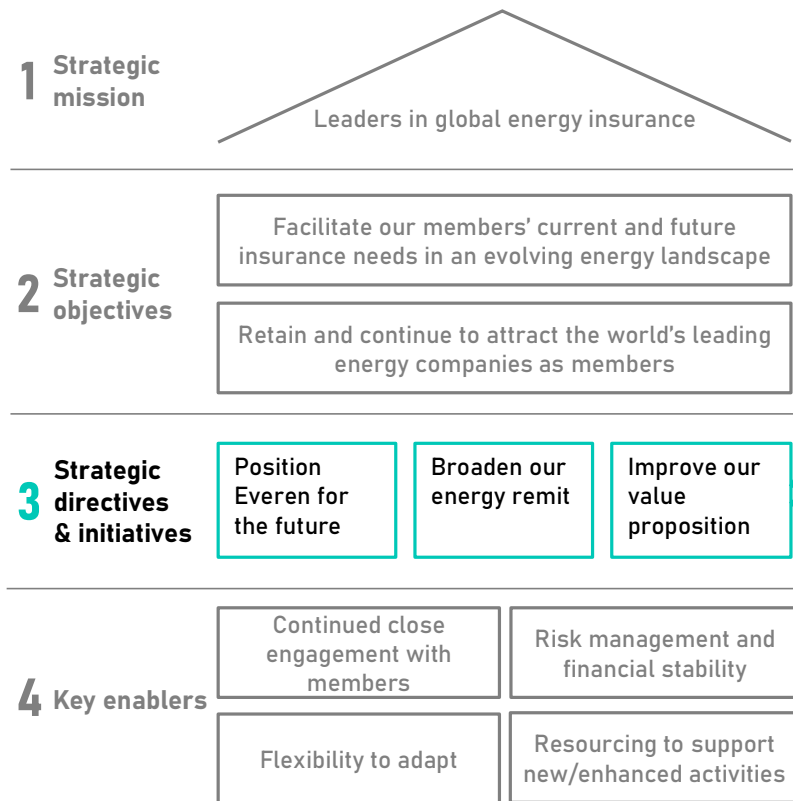 1 Strategic
mission
Leaders in global energy insurance
2 Strategic
objectives
Facilitate our members’ current and future
insurance needs in an evolving energy landscape
Retain and continue to attract the world’s leading
energy companies as members
3 Strategic
directives
& initiatives
Position
Everen for
the future
Broaden our
energy remit
Improve our
value
proposition
4 Key enablers
Continued close
engagement with
members
Risk management and
financial stability
Flexibility to adapt
Resourcing to support
new/enhanced activities